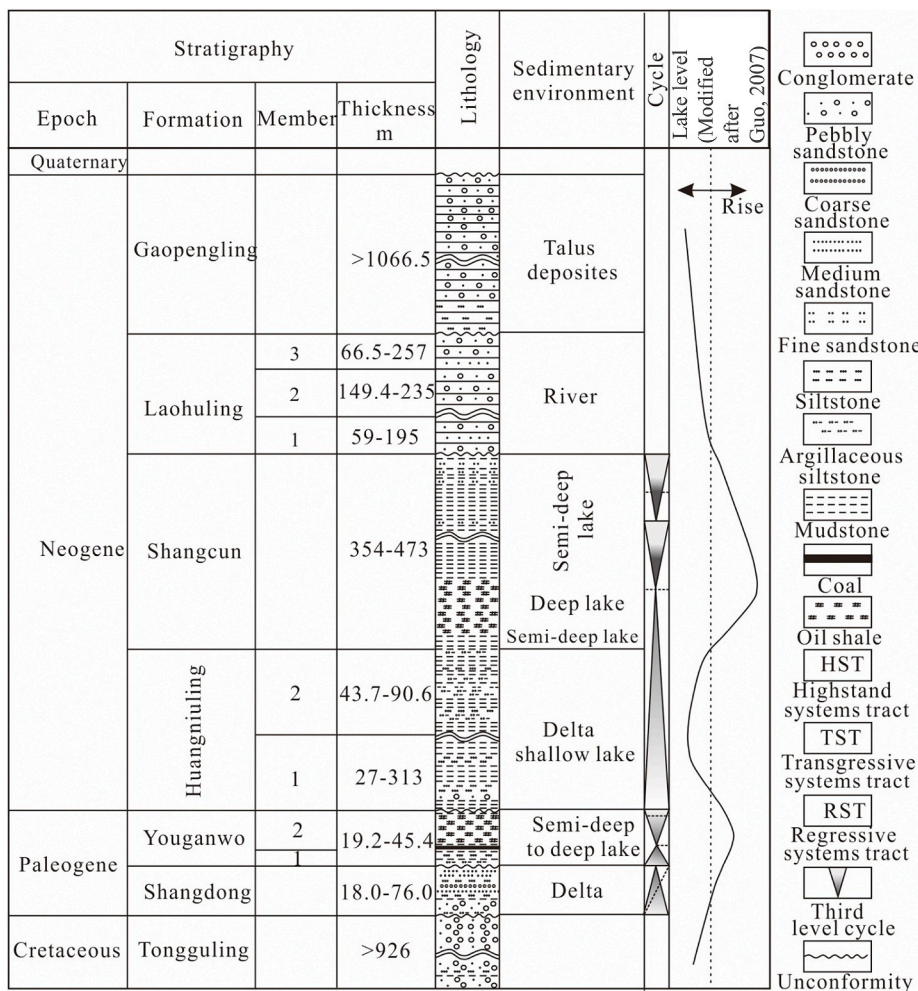 Stratigraphy
Epoch
Formation
Member
Thickness
m
Lithology
Sedimentary
environment
Cycle
Lake level
(Modified
after
Guo, 2007)
Quaternary
Rise
Gaopengling
>1066.5
Talus
deposites
Neogene
Laohuling
3
66.5-257
2
149.4-235
1
59-195
River
Shangcun
354-473
Semi-deep
lake
Deep lake
Semi-deep lake
Huangniuling
2
43.7-90.6
1
27-313
Delta
shallow lake
Paleogene
Youganwo
2
1
19.2-45.4
Semi-deep
to deep lake
Shangdong
18.0-76.0
Delta
Cretaceous
Tongguling
>926
Conglomerate
Pebbly
sandstone
Coarse
sandstone
Medium
sandstone
Fine sandstone
Siltstone
Argillaceous
siltstone
Mudstone
Coal
Oil shale
HST
Highstand
systems tract
TST
Transgressive
systems tract
RST
Regressive
systems tract
Third
level cycle
Unconformity